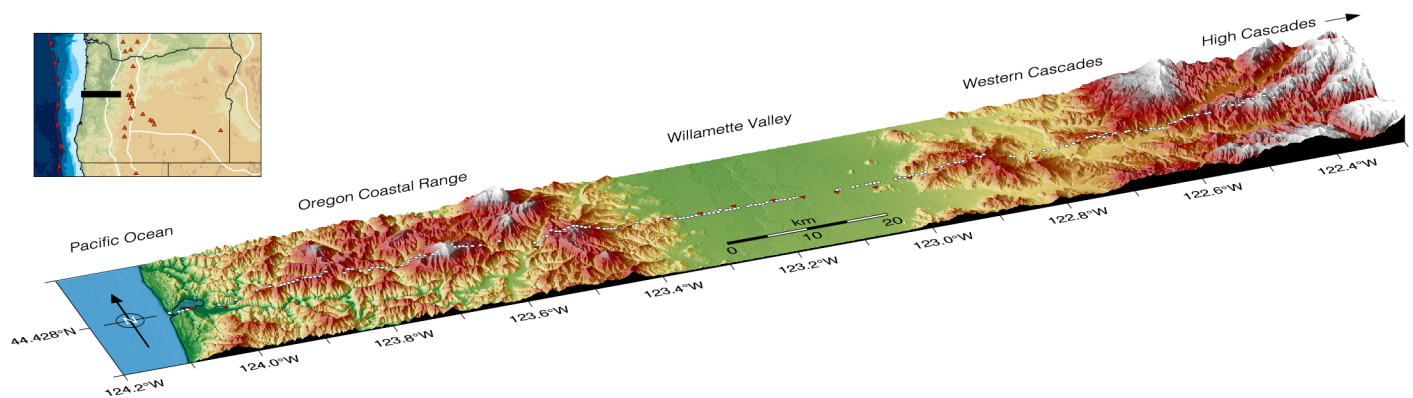 High Cascades
Western Cascades
Willamette Valley
Oregon Coastal Range
Pacific Ocean
N
km
0
10
20
44.428°N
124.2°W
124.0°W
123.8°W
123.6°W
123.4°W
123.2°W
123.0°W
122.8°W
122.6°W
122.4°W